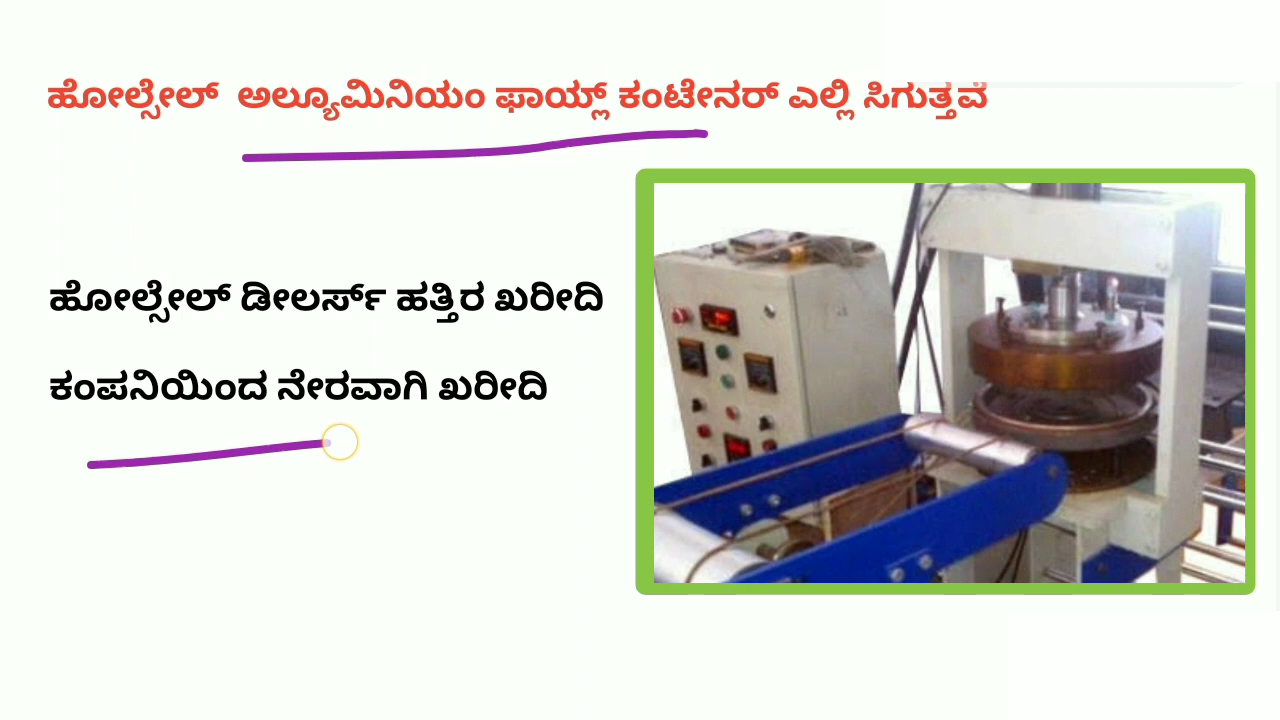 ಹೋಲ್ಸೇಲ್ ಅಲ್ಯೂಮಿನಿಯಂ ಫಾಯ್ಲ್ ಕಂಟೇನರ್ ಎಲ್ಲಿ ಸಿಗುತ್ತವೆ
ಹೋಲ್ಸೇಲ್ ಡೀಲರ್ಸ್ ಹತ್ತಿರ ಖರೀದಿ
ಕಂಪನಿಯಿಂದ ನೇರವಾಗಿ ಖರೀದಿ